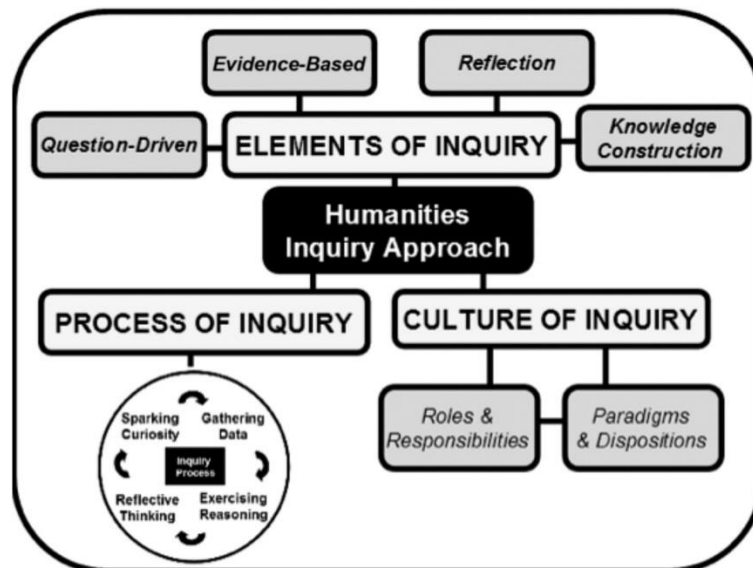 Evidence-Based
Reflection
Question-Driven
ELEMENTS OF INQUIRY
Knowledge
Construction
Humanities
Inquiry Approach
PROCESS OF INQUIRY
CULTURE OF INQUIRY
Sparking
Curiosity
Gathering
Data
Inquiry
Process
Reflective
Thinking
Exercising
Reasoning
Roles &
Responsibilities
Paradigms
& Dispositions